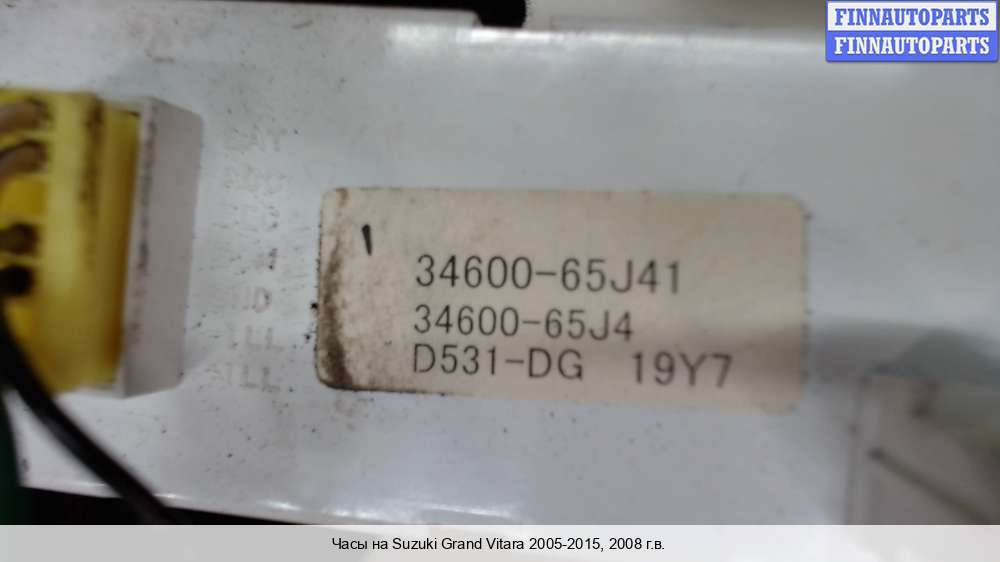 FINNAUTOPARTS
FINNAUTOPARTS
34600-65J41
34600-65J4
D531-DG 19Y7
Часы на Suzuki Grand Vitara 2005-2015, 2008 г.в.